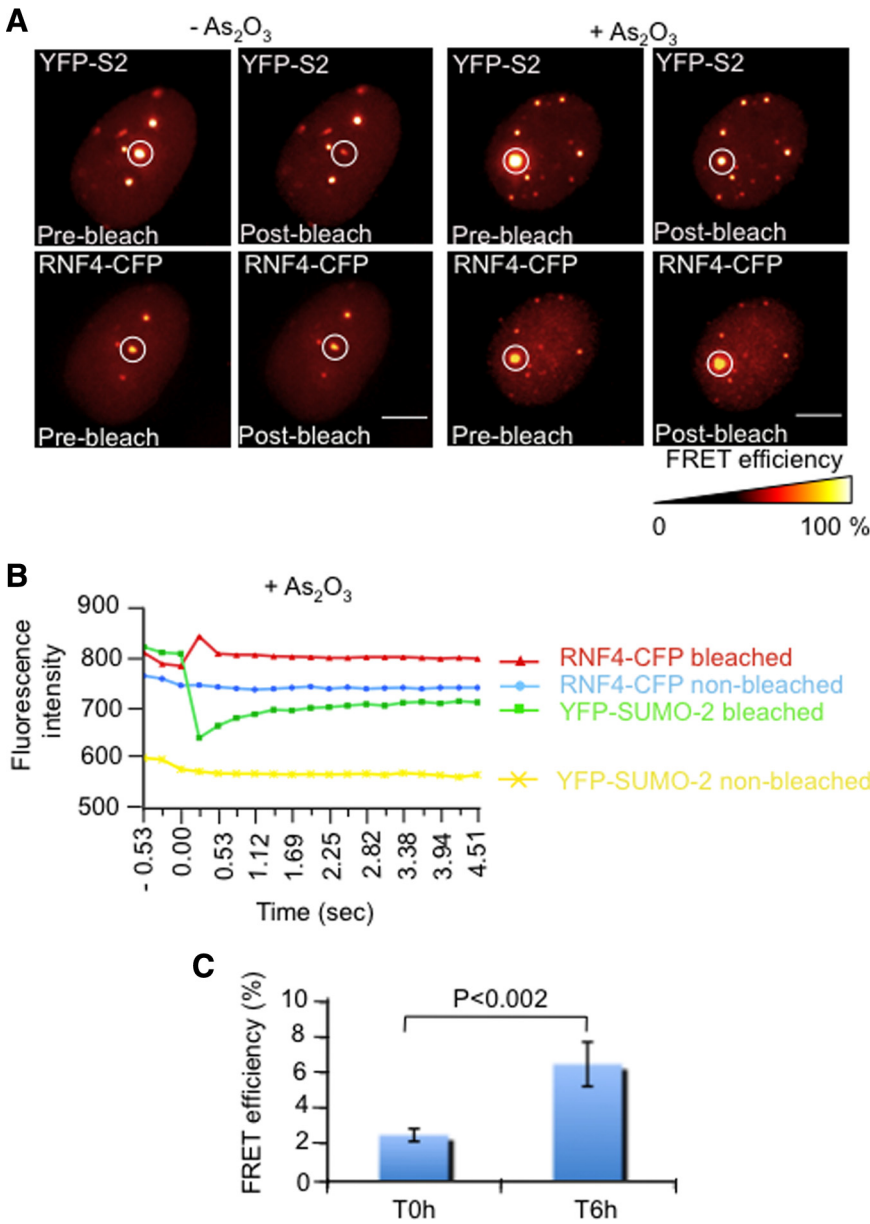 A
- As₂O₃
+ As₂O₃
YFP-S2
YFP-S2
YFP-S2
YFP-S2
Pre-bleach
Post-bleach
Pre-bleach
Post-bleach
RNF4-CFP
RNF4-CFP
RNF4-CFP
RNF4-CFP
Pre-bleach
Post-bleach
Pre-bleach
Post-bleach
FRET efficiency
0
100 %
B
+ As₂O₃
Fluorescence
intensity
900
800
700
600
500
RNF4-CFP bleached
RNF4-CFP non-bleached
YFP-SUMO-2 bleached
YFP-SUMO-2 non-bleached
- 0.53
0.00
0.53
1.12
1.69
2.25
2.82
3.38
3.94
4.51
Time (sec)
C
FRET efficiency (%)
10
8
6
4
2
0
P<0.002
T0h
T6h